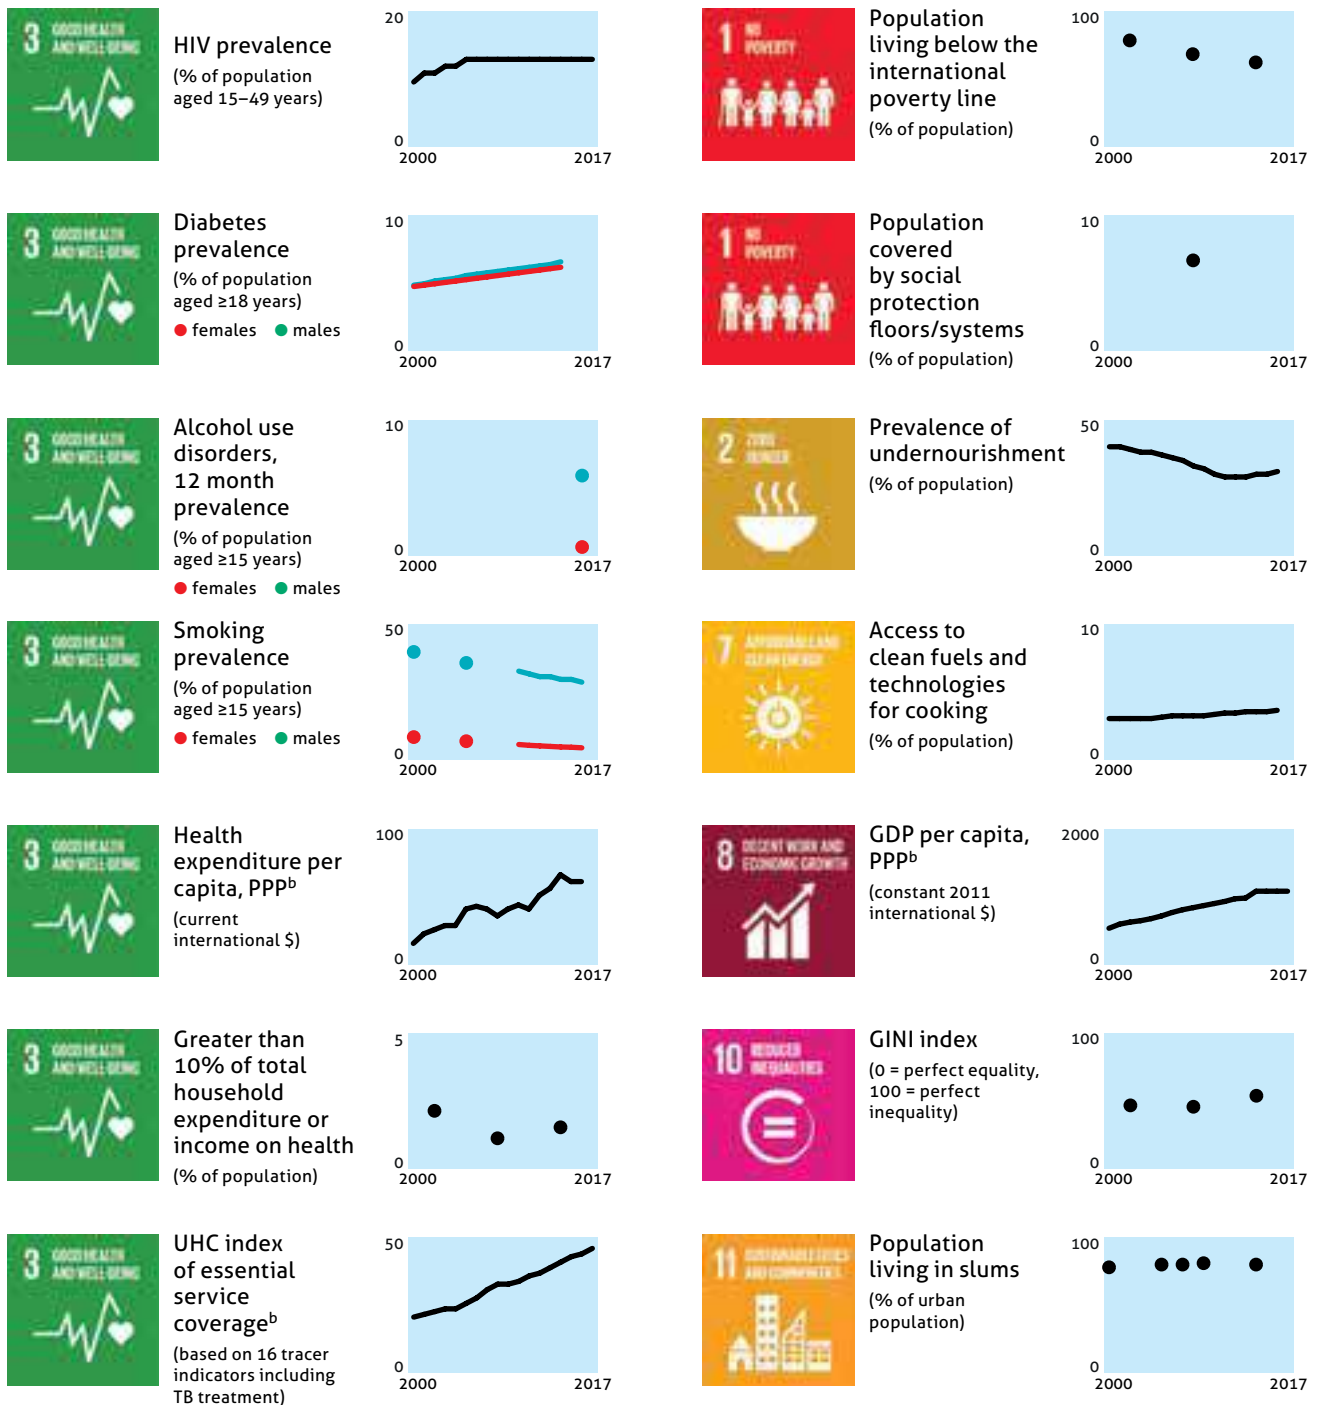 3 GOOD HEALTH
AND WELL-BEING
HIV prevalence
(% of population
aged 15–49 years)
20
0
2000 2017
1 NO
POVERTY
Population
living below the
international
poverty line
(% of population)
100
0
2000 2017
3 GOOD HEALTH
AND WELL-BEING
Diabetes
prevalence
(% of population
aged ≥18 years)
females males
10
0
2000 2017
1 NO
POVERTY
Population
covered
by social
protection
floors/systems
(% of population)
10
0
2000 2017
3 GOOD HEALTH
AND WELL-BEING
Alcohol use
disorders,
12 month
prevalence
(% of population
aged ≥15 years)
females males
10
0
2000 2017
2 ZERO
HUNGER
Prevalence of
undernourishment
(% of population)
50
0
2000 2017
3 GOOD HEALTH
AND WELL-BEING
Smoking
prevalence
(% of population
aged ≥15 years)
females males
50
0
2000 2017
7 AFFORDABLE AND
CLEAN ENERGY
Access to
clean fuels and
technologies
for cooking
(% of population)
10
0
2000 2017
3 GOOD HEALTH
AND WELL-BEING
Health
expenditure per
capita, PPPᵇ
(current
international $)
100
0
2000 2017
8 DECENT WORK AND
ECONOMIC GROWTH
GDP per capita,
PPPᵇ
(constant 2011
international $)
2000
0
2000 2017
3 GOOD HEALTH
AND WELL-BEING
Greater than
10% of total
household
expenditure or
income on health
(% of population)
5
0
2000 2017
10 REDUCED
INEQUALITIES
GINI index
(0 = perfect equality,
100 = perfect
inequality)
100
0
2000 2017
3 GOOD HEALTH
AND WELL-BEING
UHC index
of essential
service
coverageᵇ
(based on 16 tracer
indicators including
TB treatment)
50
0
2000 2017
11 SUSTAINABLE CITIES
AND COMMUNITIES
Population
living in slums
(% of urban
population)
100
0
2000 2017